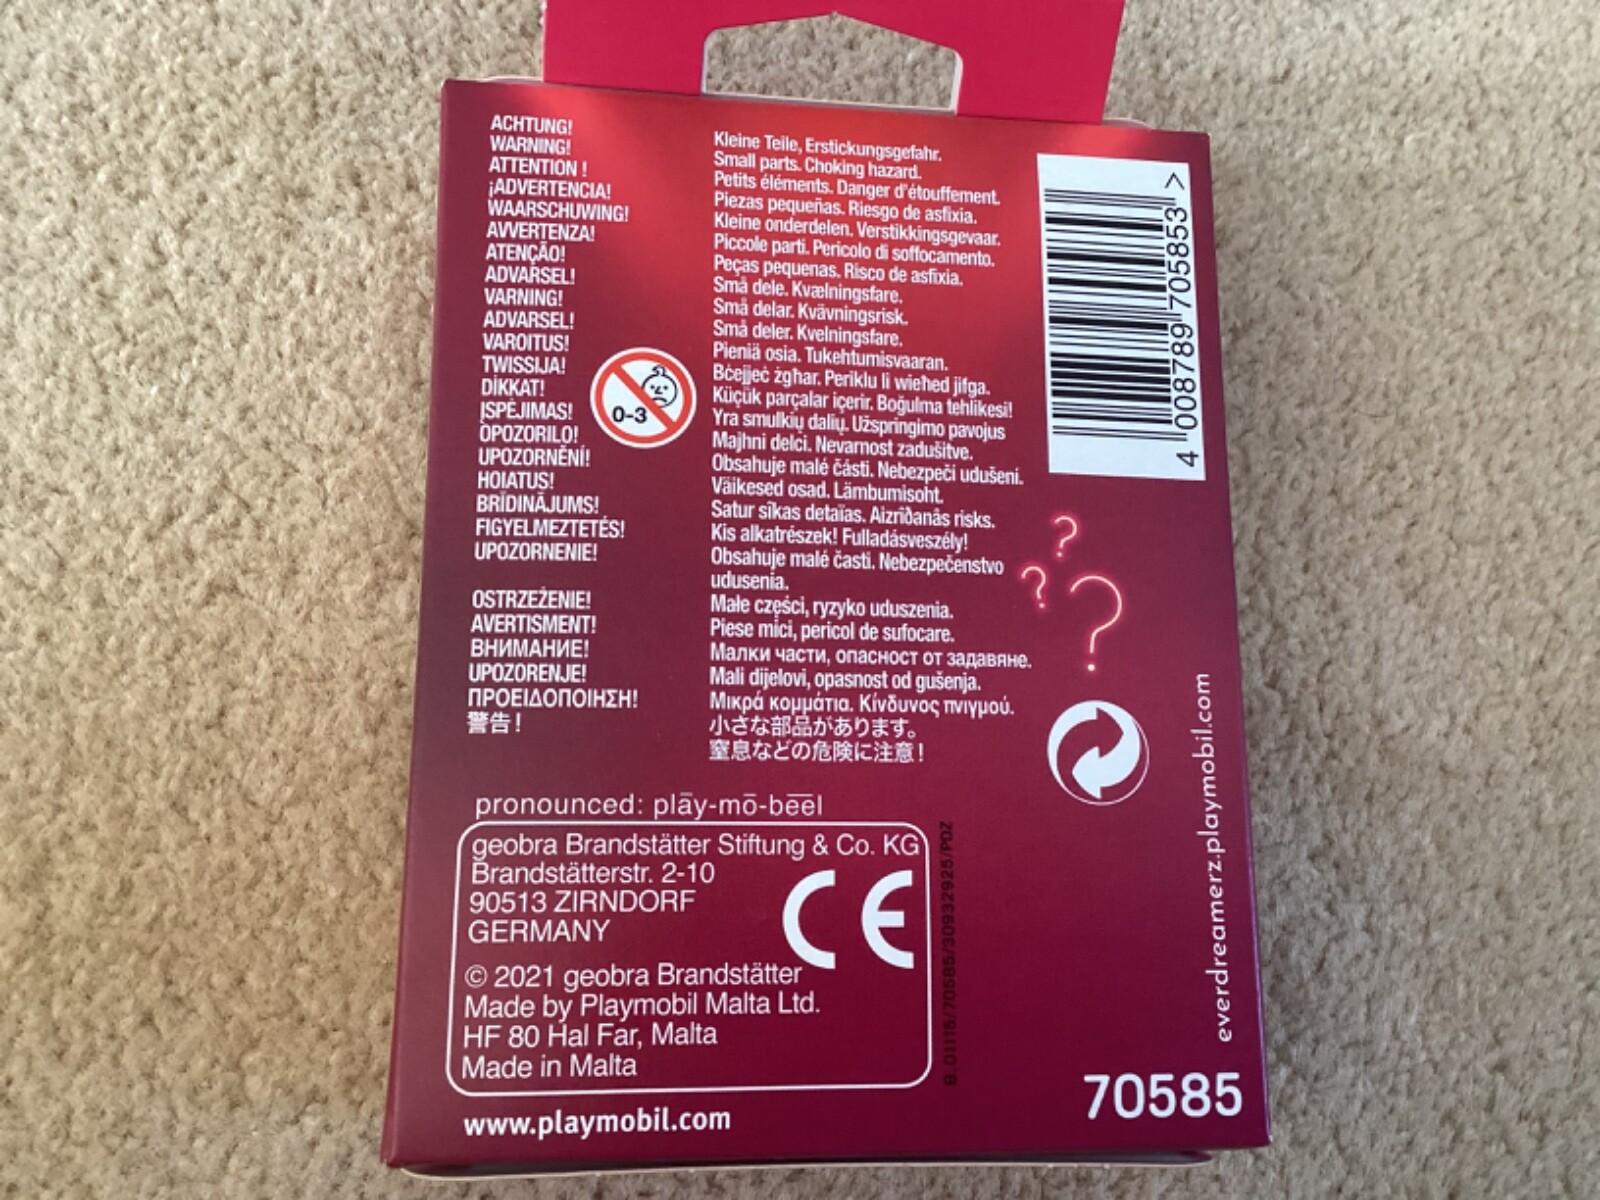 ACHTUNG! Kleine Teile, Erstickungsgefahr.
WARNING! Small parts. Choking hazard.
ATTENTION ! Petits éléments. Danger d'étouffement.
¡ADVERTENCIA! Piezas pequeñas. Riesgo de asfixia.
WAARSCHUWING! Kleine onderdelen. Verstikkingsgevaar.
AVVERTENZA! Piccole parti. Pericolo di soffocamento.
ATENÇÃO! Peças pequenas. Risco de asfixia.
ADVARSEL! Små dele. Kvælningsfare.
VARNING! Små delar. Kvävningsrisk.
ADVARSEL! Små deler. Kvelningsfare.
VAROITUS! Pieniä osia. Tukehtumisvaaran.
TWISSIJA! Bċejjeċ żgħar. Periklu li wieħed jifga.
DİKKAT! Küçük parçalar içerir. Boğulma tehlikesi!
ĮSPĖJIMAS! Yra smulkių dalių. Užspringimo pavojus
OPOZORILO! Majhni delci. Nevarnost zadušitve.
UPOZORNĚNÍ! Obsahuje malé části. Nebezpečí udušení.
HOIATUS! Väikesed osad. Lämbumisoht.
BRĪDINĀJUMS! Satur sīkas detaļas. Aizrīšanās risks.
FIGYELMEZTETÉS! Kis alkatrészek! Fulladásveszély!
UPOZORNENIE! Obsahuje malé časti. Nebezpečenstvo
udusenia.
OSTRZEŻENIE! Małe części, ryzyko uduszenia.
AVERTISMENT! Piese mici, pericol de sufocare.
ВНИМАНИЕ! Малки части, опасност от задавяне.
UPOZORENJE! Mali dijelovi, opasnost od gušenja.
ΠΡΟΕΙΔΟΠΟΙΗΣΗ! Μικρά κομμάτια. Κίνδυνος πνιγμού.
警告! 小さな部品があります。
窒息などの危険に注意!
0-3
4 008789 705853 >
pronounced: plāy-mō-bēēl
geobra Brandstätter Stiftung & Co. KG
Brandstätterstr. 2-10
90513 ZIRNDORF
GERMANY
CE
© 2021 geobra Brandstätter
Made by Playmobil Malta Ltd.
HF 80 Hal Far, Malta
Made in Malta
B. 01115/70585/30932925/PDZ
www.playmobil.com
? ? ?
everdreamerz.playmobil.com
70585